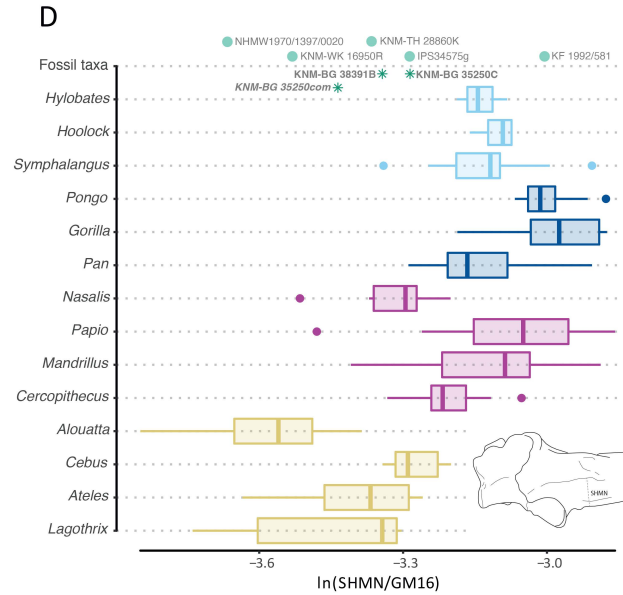 D
NHMW1970/1397/0020 KNM-TH 28860K
KNM-WK 16950R IPS34575g KF 1992/581
Fossil taxa
KNM-BG 38391B KNM-BG 35250C
KNM-BG 35250com
Hylobates
Hoolock
Symphalangus
Pongo
Gorilla
Pan
Nasalis
Papio
Mandrillus
Cercopithecus
Alouatta
Cebus
Ateles
SHMN
Lagothrix
−3.6 −3.3 −3.0
ln(SHMN/GM16)